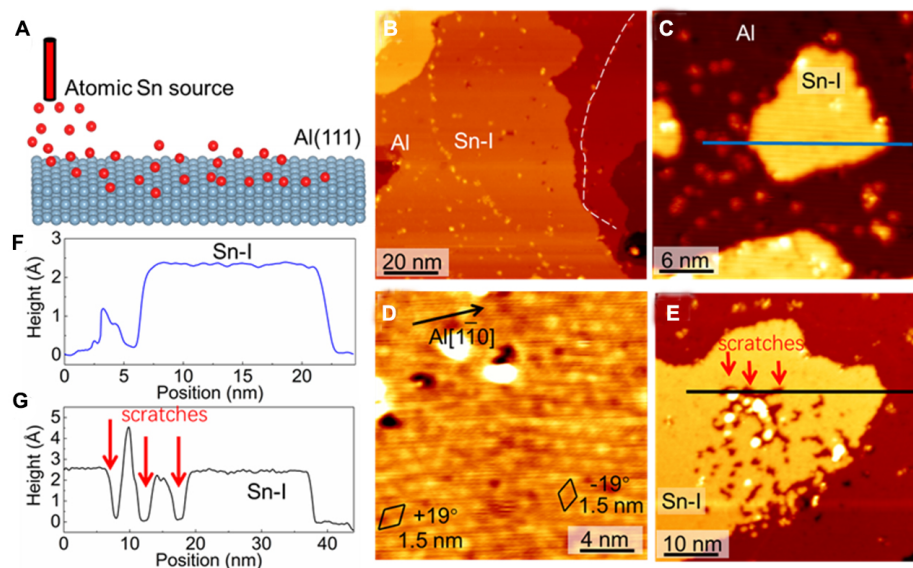 A
Atomic Sn source
Al(111)
B
Al
Sn-I
20 nm
C
Al
Sn-I
6 nm
F
Sn-I
Height (Å)
3
2
1
0
0 5 10 15 20
Position (nm)
G
scratches
Sn-I
Height (Å)
5
4
3
2
1
0
0 10 20 30 40
Position (nm)
D
Al[11̅0]
+19°
1.5 nm
-19°
1.5 nm
4 nm
E
scratches
Sn-I
10 nm